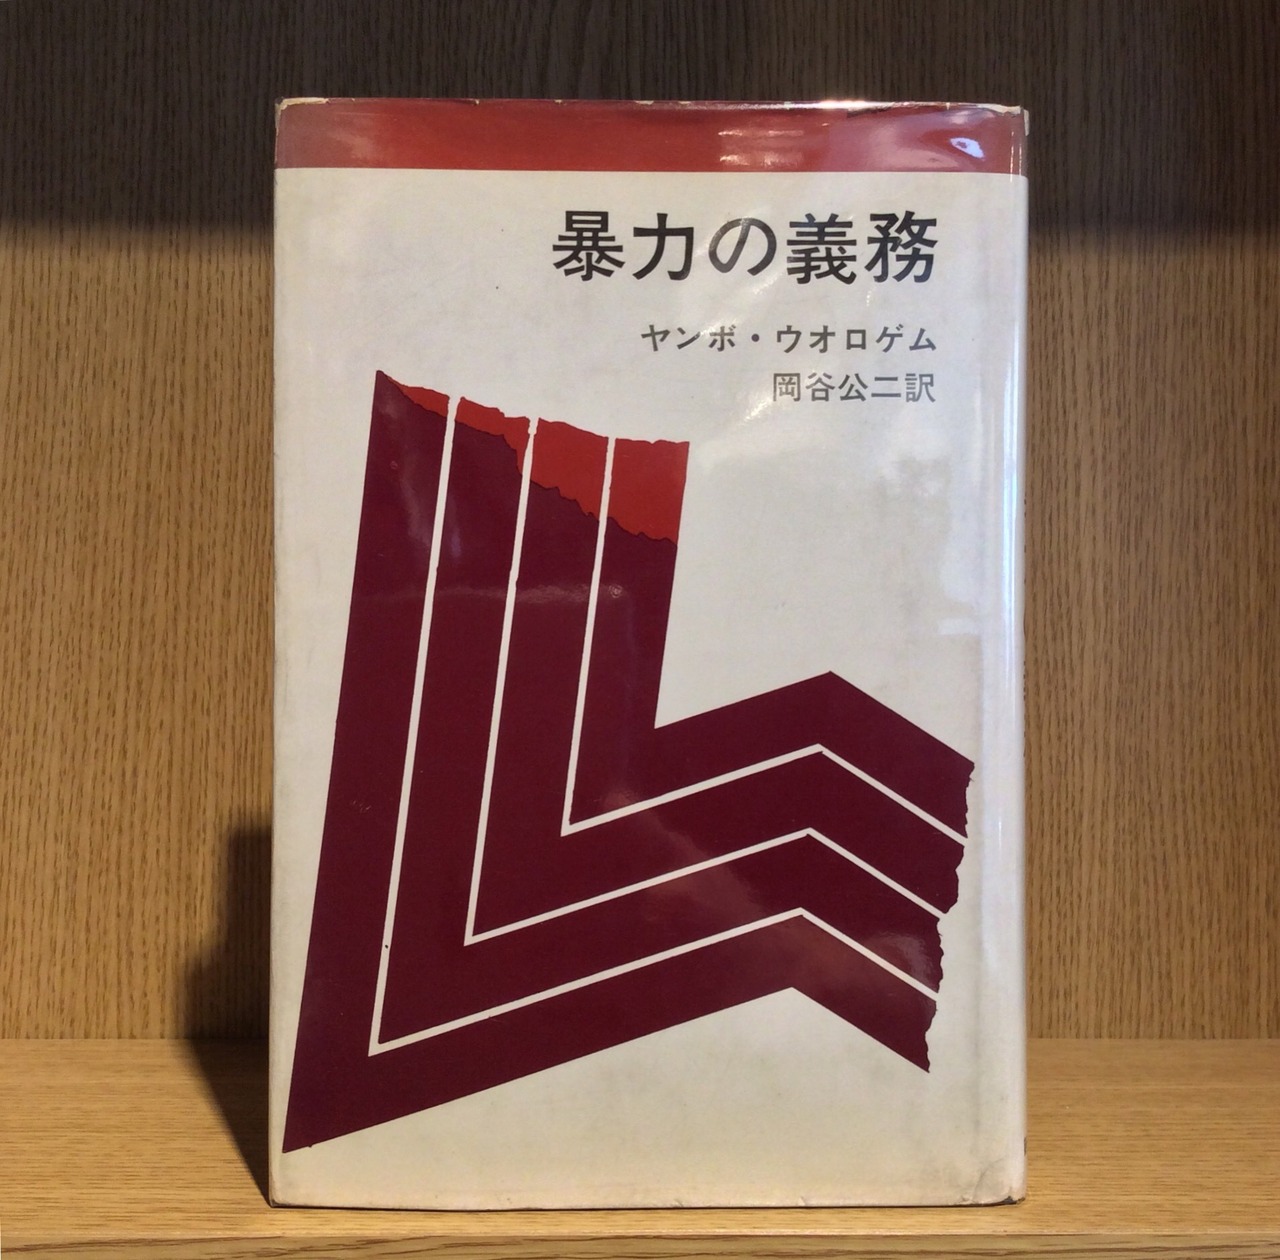 暴力の義務
ヤンボ・ウオロゲム
岡谷公二訳